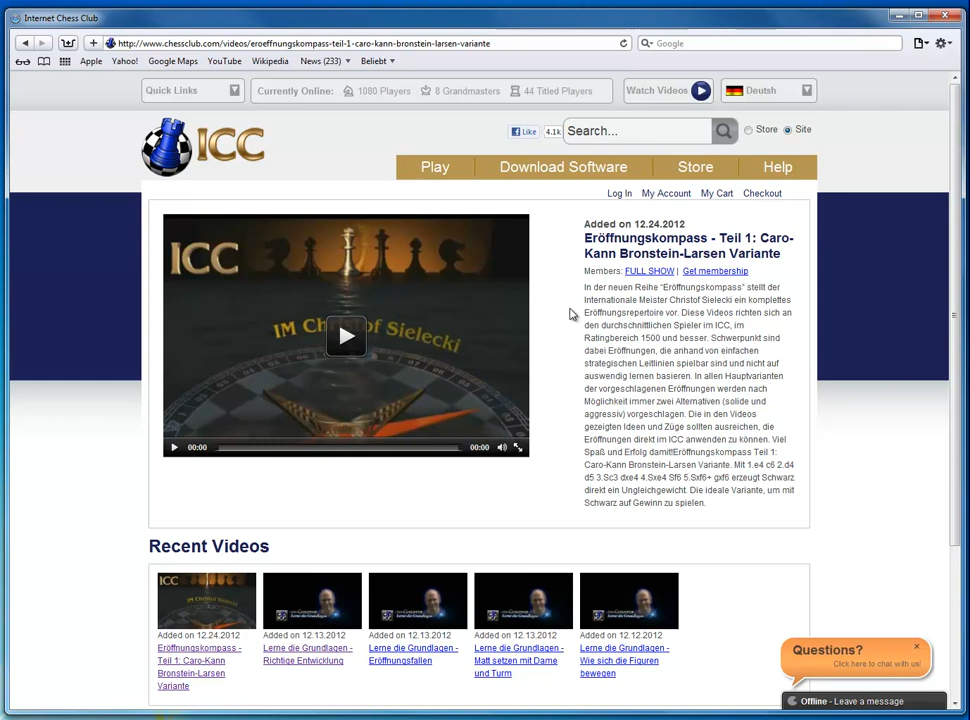 Internet Chess Club
http://www.chessclub.com/videos/eroeffnungskompass-teil-1-caro-kann-bronstein-larsen-variante
Google
Apple Yahoo! Google Maps YouTube Wikipedia News (233) Beliebt
Quick Links
Currently Online: 1080 Players 8 Grandmasters 44 Titled Players
Watch Videos
Deutsh
ICC
Like 4.1k
Search...
Store Site
Play Download Software Store Help
Log In My Account My Cart Checkout
ICC
IM Christof Sielecki
00:00 00:00
Added on 12.24.2012
Eröffnungskompass - Teil 1: Caro-
Kann Bronstein-Larsen Variante
Members: FULL SHOW | Get membership
In der neuen Reihe "Eröffnungskompass" stellt der
Internationale Meister Christof Sielecki ein komplettes
Eröffnungsrepertoire vor. Diese Videos richten sich an
den durchschnittlichen Spieler im ICC, im
Ratingbereich 1500 und besser. Schwerpunkt sind
dabei Eröffnungen, die anhand von einfachen
strategischen Leitlinien spielbar sind und nicht auf
auswendig lernen basieren. In allen Hauptvarianten
der vorgeschlagenen Eröffnungen werden nach
Möglichkeit immer zwei Alternativen (solide und
aggressiv) vorgeschlagen. Die in den Videos
gezeigten Ideen und Züge sollten ausreichen, die
Eröffnungen direkt im ICC anwenden zu können. Viel
Spaß und Erfolg damit!Eröffnungskompass Teil 1:
Caro-Kann Bronstein-Larsen Variante. Mit 1.e4 c6 2.d4
d5 3.Sc3 dxe4 4.Sxe4 Sf6 5.Sxf6+ gxf6 erzeugt Schwarz
direkt ein Ungleichgewicht. Die ideale Variante, um mit
Schwarz auf Gewinn zu spielen.
Recent Videos
ICC
Added on 12.24.2012
Eröffnungskompass -
Teil 1: Caro-Kann
Bronstein-Larsen
Variante
Added on 12.13.2012
Lerne die Grundlagen -
Richtige Entwicklung
Added on 12.13.2012
Lerne die Grundlagen -
Eröffnungsfallen
Added on 12.13.2012
Lerne die Grundlagen -
Matt setzen mit Dame
und Turm
Added on 12.12.2012
Lerne die Grundlagen -
Wie sich die Figuren
bewegen
Questions?
Click here to chat with us!
Offline - Leave a message